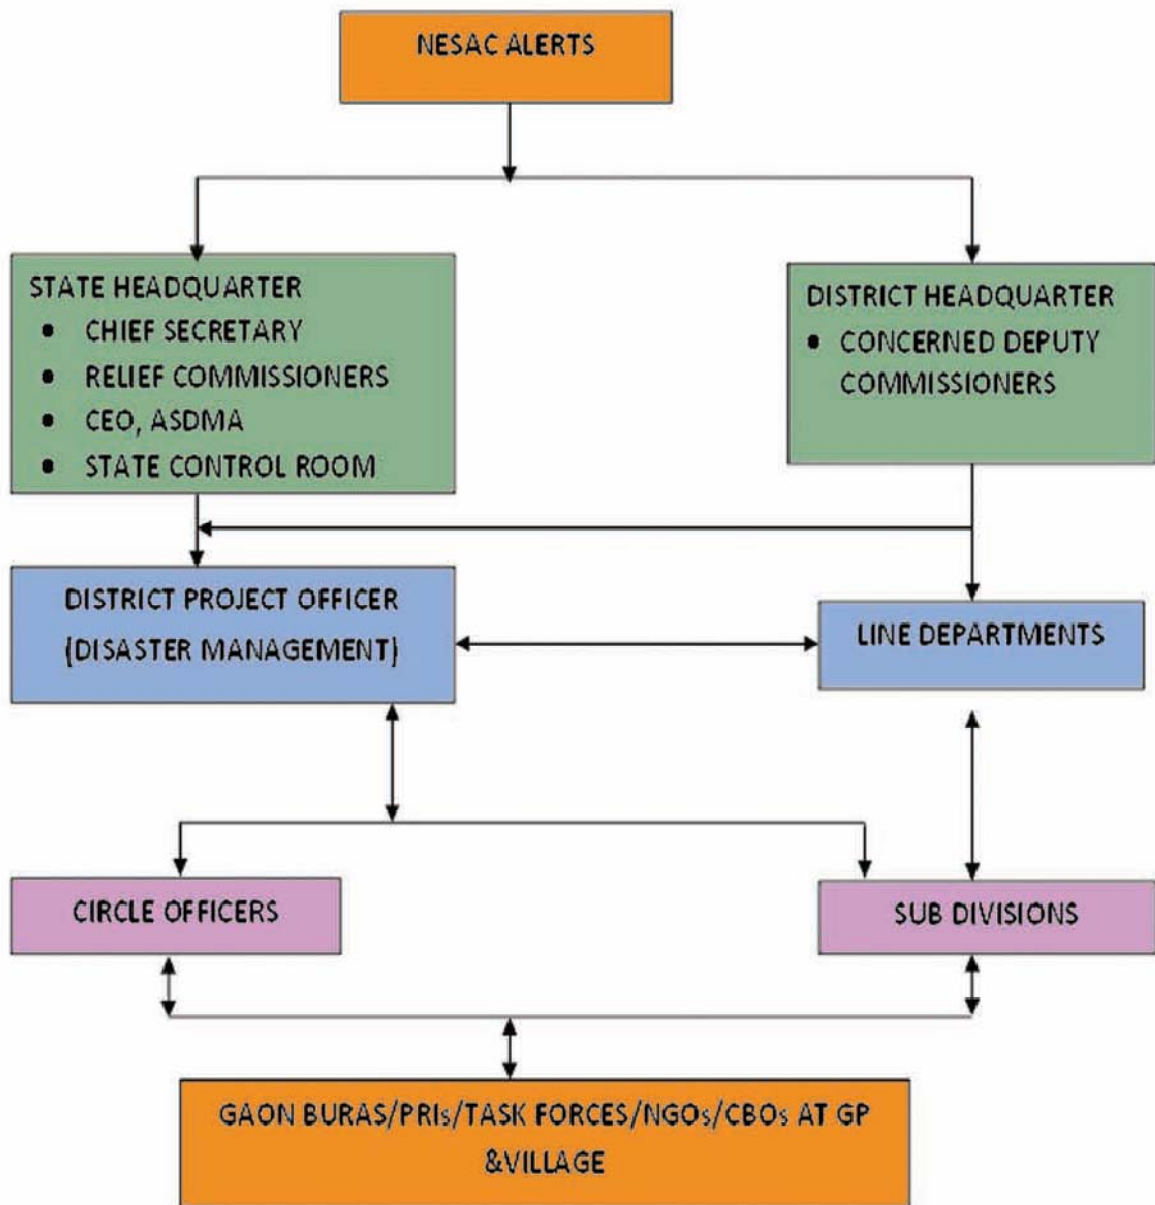 NESAC ALERTS
STATE HEADQUARTER
• CHIEF SECRETARY
• RELIEF COMMISSIONERS
• CEO, ASDMA
• STATE CONTROL ROOM
DISTRICT HEADQUARTER
• CONCERNED DEPUTY
COMMISSIONERS
DISTRICT PROJECT OFFICER
(DISASTER MANAGEMENT)
LINE DEPARTMENTS
CIRCLE OFFICERS
SUB DIVISIONS
GAON BURAS/PRIs/TASK FORCES/NGOs/CBOs AT GP
&VILLAGE